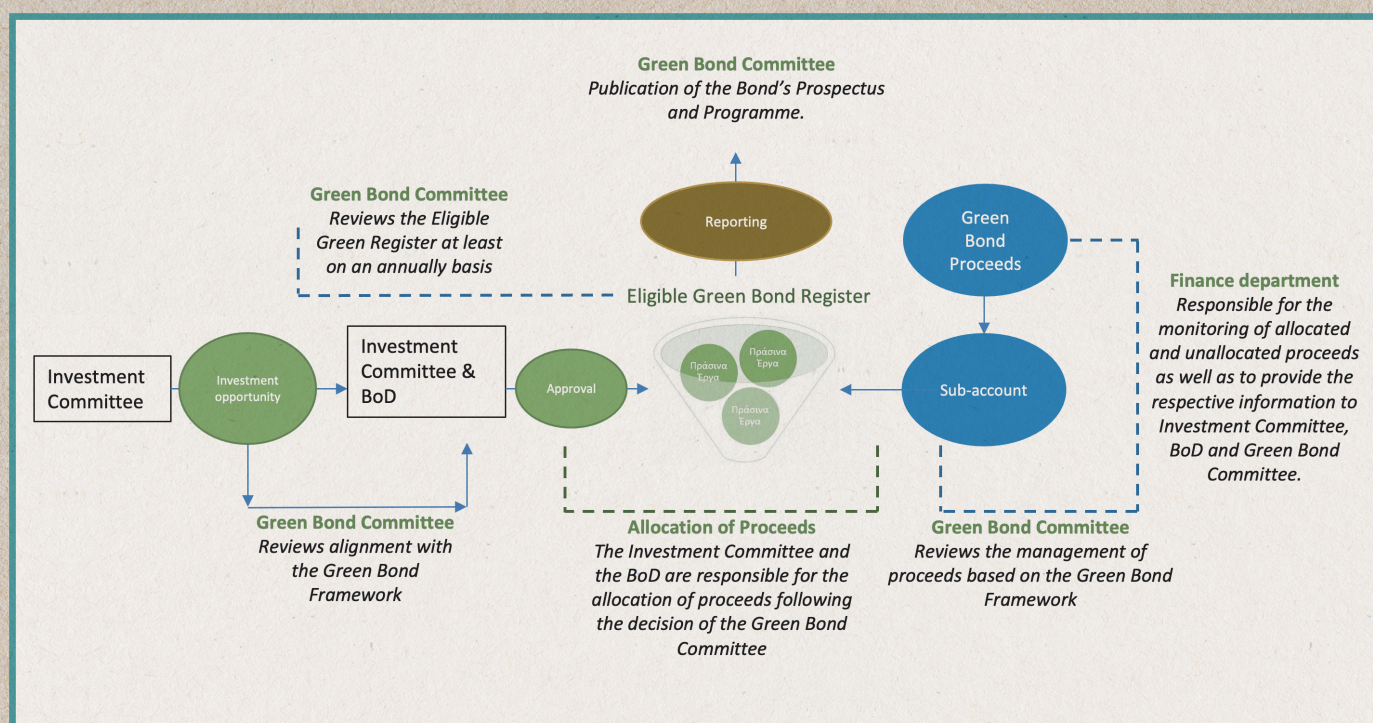 Green Bond Committee
Publication of the Bond's Prospectus
and Programme.
Green Bond Committee
Reviews the Eligible
Green Register at least
on an annually basis
Reporting
Green
Bond
Proceeds
Eligible Green Bond Register
Finance department
Responsible for the
monitoring of allocated
and unallocated proceeds
as well as to provide the
respective information to
Investment Committee,
BoD and Green Bond
Committee.
Investment
Committee
Investment
opportunity
Investment
Committee &
BoD
Approval
Πράσινα
Έργα
Πράσινα
Έργα
Πράσινα
Έργα
Sub-account
Green Bond Committee
Reviews alignment with
the Green Bond
Framework
Allocation of Proceeds
The Investment Committee and
the BoD are responsible for the
allocation of proceeds following
the decision of the Green Bond
Committee
Green Bond Committee
Reviews the management of
proceeds based on the Green Bond
Framework